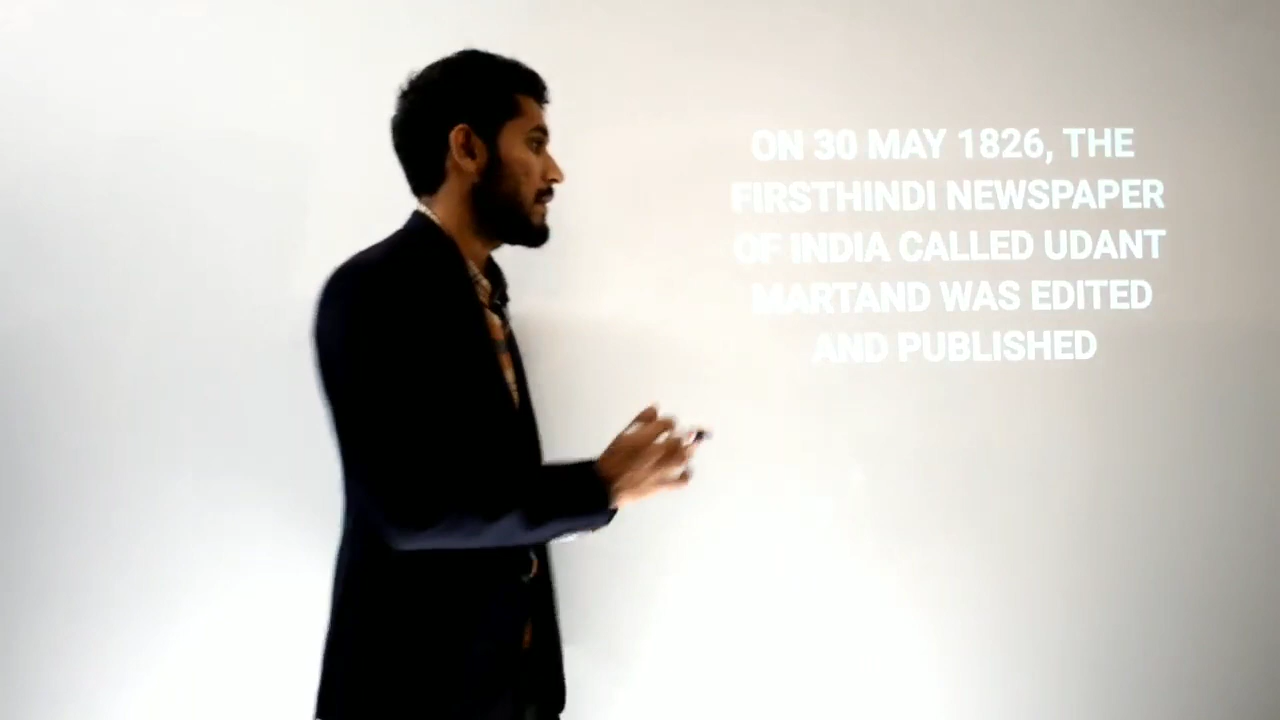 ON 30 MAY 1826, THE
FIRSTHINDI NEWSPAPER
OF INDIA CALLED UDANT
MARTAND WAS EDITED
AND PUBLISHED